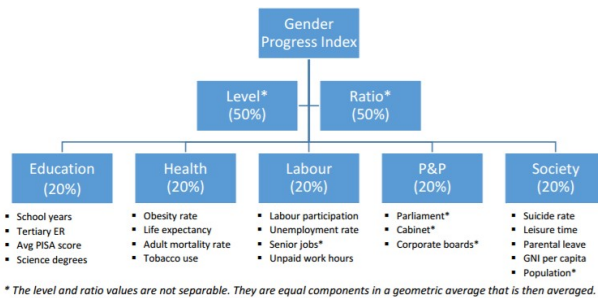 Gender
Progress Index
Level*
(50%)
Ratio*
(50%)
Education
(20%)
▪ School years
▪ Tertiary ER
▪ Avg PISA score
▪ Science degrees
Health
(20%)
▪ Obesity rate
▪ Life expectancy
▪ Adult mortality rate
▪ Tobacco use
Labour
(20%)
▪ Labour participation
▪ Unemployment rate
▪ Senior jobs*
▪ Unpaid work hours
P&P
(20%)
▪ Parliament*
▪ Cabinet*
▪ Corporate boards*
Society
(20%)
▪ Suicide rate
▪ Leisure time
▪ Parental leave
▪ GNI per capita
▪ Population*
* The level and ratio values are not separable. They are equal components in a geometric average that is then averaged.